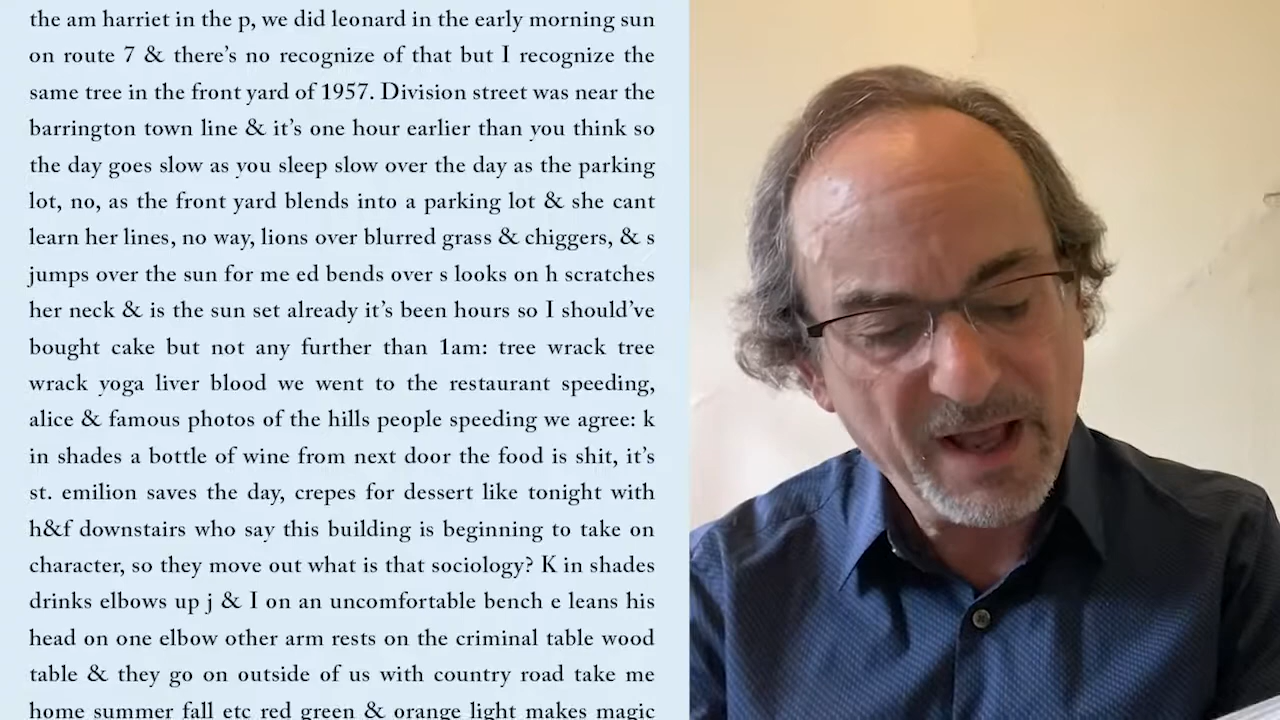 the am harriet in the p, we did leonard in the early morning sun
on route 7 & there’s no recognize of that but I recognize the
same tree in the front yard of 1957. Division street was near the
barrington town line & it’s one hour earlier than you think so
the day goes slow as you sleep slow over the day as the parking
lot, no, as the front yard blends into a parking lot & she cant
learn her lines, no way, lions over blurred grass & chiggers, & s
jumps over the sun for me ed bends over s looks on h scratches
her neck & is the sun set already it’s been hours so I should’ve
bought cake but not any further than 1am: tree wrack tree
wrack yoga liver blood we went to the restaurant speeding,
alice & famous photos of the hills people speeding we agree: k
in shades a bottle of wine from next door the food is shit, it’s
st. emilion saves the day, crepes for dessert like tonight with
h&f downstairs who say this building is beginning to take on
character, so they move out what is that sociology? K in shades
drinks elbows up j & I on an uncomfortable bench e leans his
head on one elbow other arm rests on the criminal table wood
table & they go on outside of us with country road take me
home summer fall etc red green & orange light makes magic